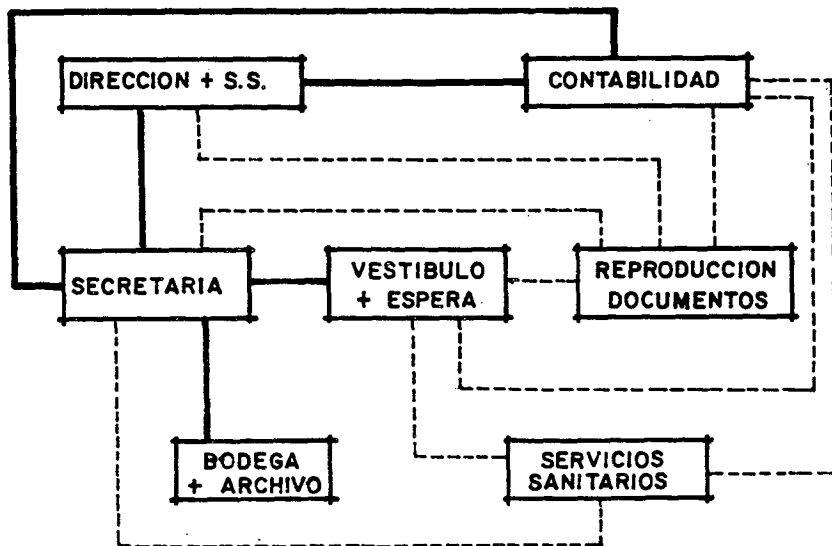 DIRECCION + S.S.
CONTABILIDAD
SECRETARIA
VESTIBULO
+ ESPERA
REPRODUCCION
DOCUMENTOS
BODEGA
+ ARCHIVO
SERVICIOS
SANITARIOS